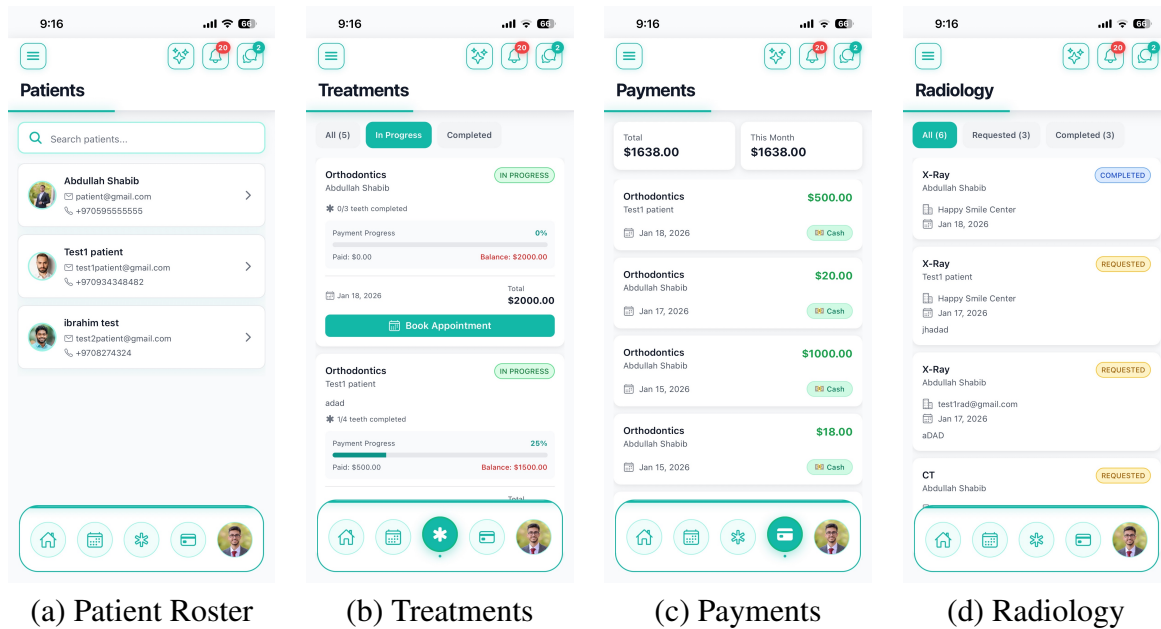 9:16
66
20
2
Patients
Search patients...
Abdullah Shabib
patient@gmail.com
+970595555555
Test1 patient
test1patient@gmail.com
+970934348482
ibrahim test
test2patient@gmail.com
+9708274324
(a) Patient Roster
9:16
66
20
2
Treatments
All (5) In Progress Completed
Orthodontics IN PROGRESS
Abdullah Shabib
0/3 teeth completed
Payment Progress 0%
Paid: $0.00 Balance: $2000.00
Total
Jan 18, 2026 $2000.00
Book Appointment
Orthodontics IN PROGRESS
Test1 patient
adad
1/4 teeth completed
Payment Progress 25%
Paid: $500.00 Balance: $1500.00
Total
(b) Treatments
9:16
66
20
2
Payments
Total This Month
$1638.00 $1638.00
Orthodontics $500.00
Test1 patient
Jan 18, 2026 Cash
Orthodontics $20.00
Abdullah Shabib
Jan 17, 2026 Cash
Orthodontics $1000.00
Abdullah Shabib
Jan 15, 2026 Cash
Orthodontics $18.00
Abdullah Shabib
Jan 15, 2026 Cash
(c) Payments
9:16
66
20
2
Radiology
All (6) Requested (3) Completed (3)
X-Ray COMPLETED
Abdullah Shabib
Happy Smile Center
Jan 18, 2026
X-Ray REQUESTED
Test1 patient
Happy Smile Center
Jan 17, 2026
jhadad
X-Ray REQUESTED
Abdullah Shabib
test1rad@gmail.com
Jan 17, 2026
aDAD
CT REQUESTED
Abdullah Shabib
(d) Radiology